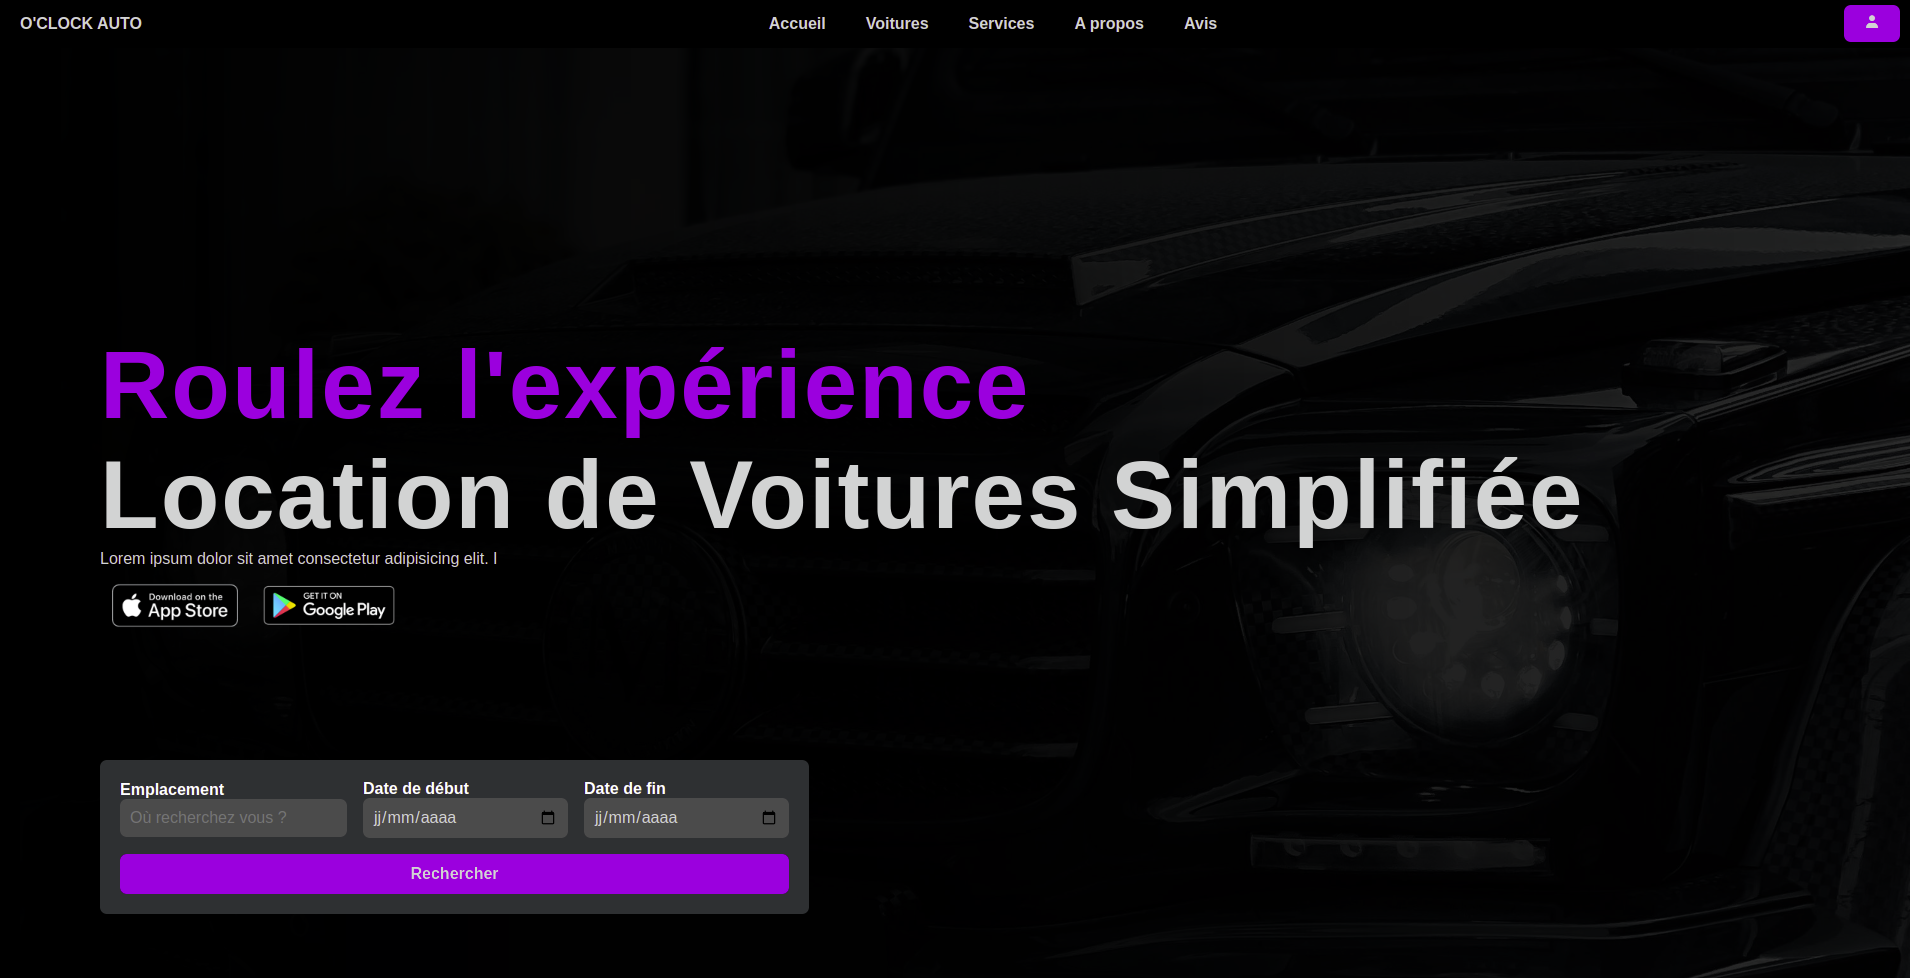 O'CLOCK AUTO
Accueil Voitures Services A propos Avis
Roulez l'expérience
Location de Voitures Simplifiée
Lorem ipsum dolor sit amet consectetur adipisicing elit. I
Download on the
App Store
GET IT ON
Google Play
Emplacement Date de début Date de fin
Où recherchez vous ? jj/mm/aaaa jj/mm/aaaa
Rechercher